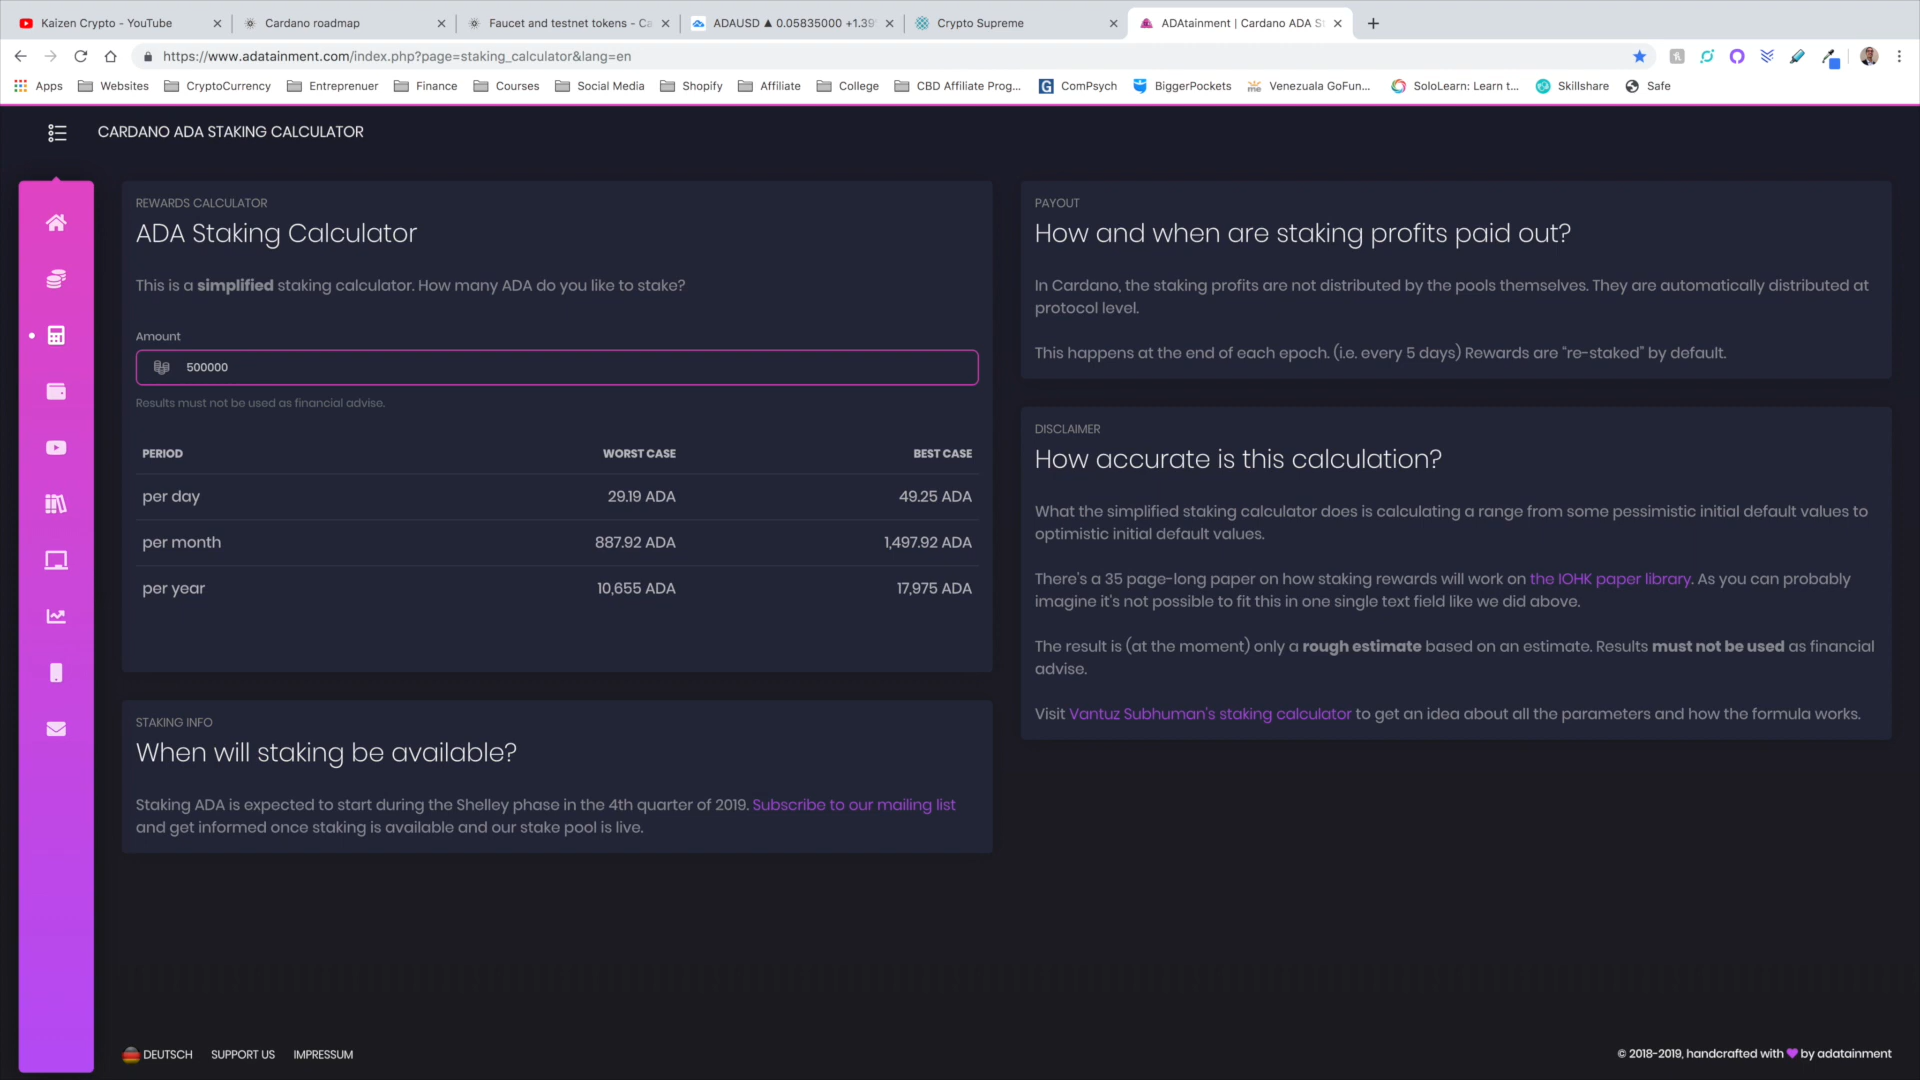 Kaizen Crypto - YouTube
Cardano roadmap
Faucet and testnet tokens - Ca
ADAUSD ▲ 0.05835000 +1.39
Crypto Supreme
ADAtainment | Cardano ADA S
https://www.adatainment.com/index.php?page=staking_calculator&lang=en
Apps
Websites
CryptoCurrency
Entreprenuer
Finance
Courses
Social Media
Shopify
Affiliate
College
CBD Affiliate Prog...
ComPsych
BiggerPockets
Venezuala GoFun...
SoloLearn: Learn t...
Skillshare
Safe
CARDANO ADA STAKING CALCULATOR
REWARDS CALCULATOR
ADA Staking Calculator
This is a simplified staking calculator. How many ADA do you like to stake?
Amount
500000
Results must not be used as financial advise.
PERIOD WORST CASE BEST CASE
per day 29.19 ADA 49.25 ADA
per month 887.92 ADA 1,497.92 ADA
per year 10,655 ADA 17,975 ADA
STAKING INFO
When will staking be available?
Staking ADA is expected to start during the Shelley phase in the 4th quarter of 2019. Subscribe to our mailing list
and get informed once staking is available and our stake pool is live.
PAYOUT
How and when are staking profits paid out?
In Cardano, the staking profits are not distributed by the pools themselves. They are automatically distributed at
protocol level.
This happens at the end of each epoch. (i.e. every 5 days) Rewards are "re-staked" by default.
DISCLAIMER
How accurate is this calculation?
What the simplified staking calculator does is calculating a range from some pessimistic initial default values to
optimistic initial default values.
There's a 35 page-long paper on how staking rewards will work on the IOHK paper library. As you can probably
imagine it's not possible to fit this in one single text field like we did above.
The result is (at the moment) only a rough estimate based on an estimate. Results must not be used as financial
advise.
Visit Vantuz Subhuman's staking calculator to get an idea about all the parameters and how the formula works.
DEUTSCH SUPPORT US IMPRESSUM
© 2018-2019, handcrafted with 💜 by adatainment